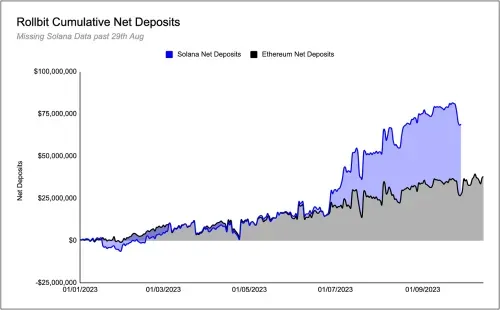 Rollbit Cumulative Net Deposits
Missing Solana Data past 29th Aug
Solana Net Deposits Ethereum Net Deposits
$100,000,000
$75,000,000
$50,000,000
$25,000,000
$0
-$25,000,000
Net Deposits
01/01/2023 01/03/2023 01/05/2023 01/07/2023 01/09/2023